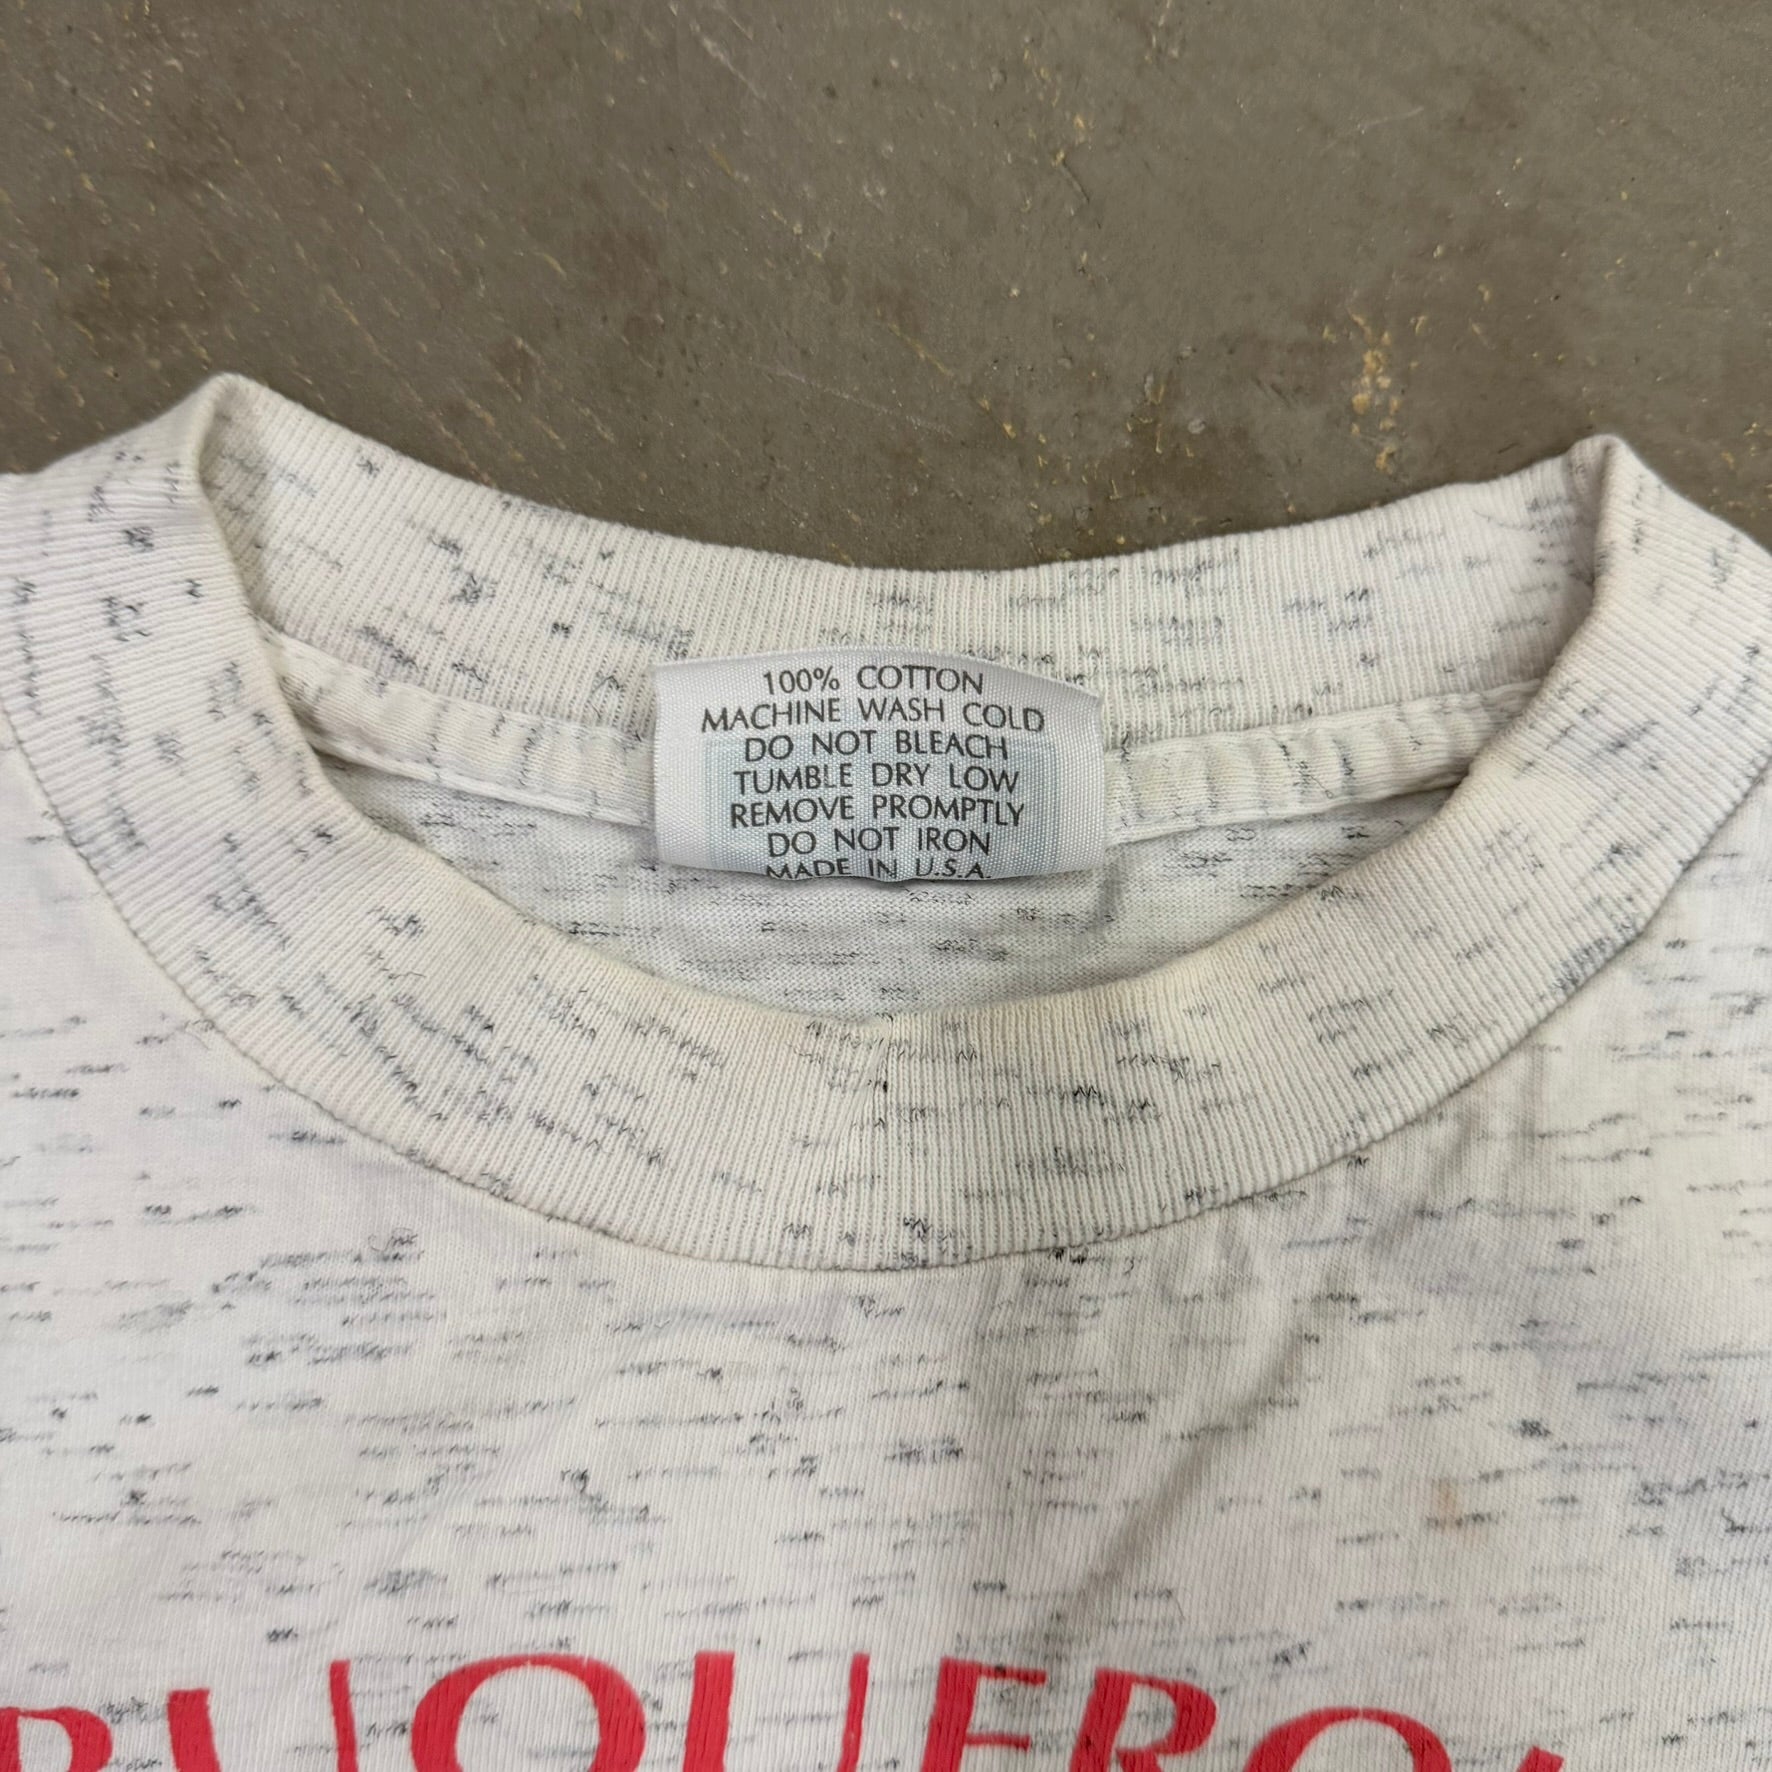 100% COTTON
MACHINE WASH COLD
DO NOT BLEACH
TUMBLE DRY LOW
REMOVE PROMPTLY
DO NOT IRON
MADE IN U.S.A.